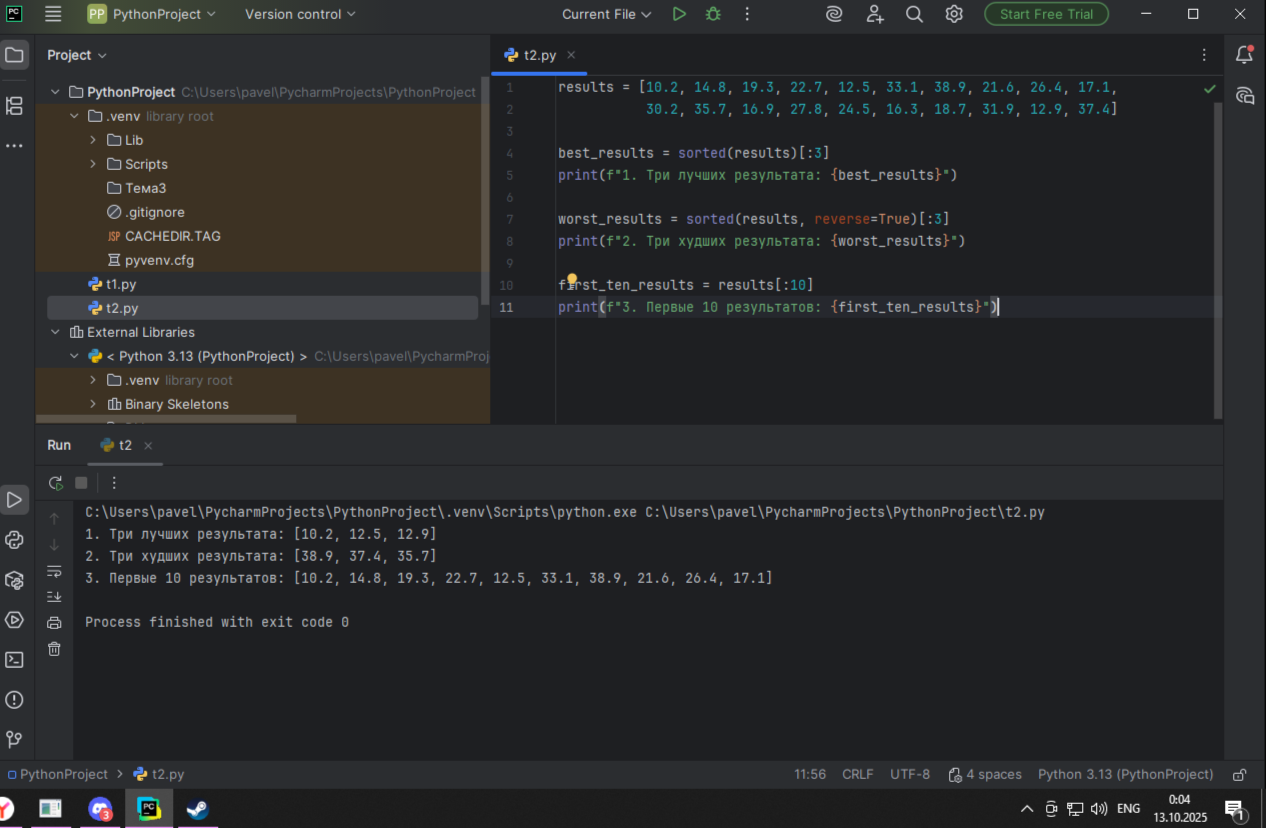 PC
PP PythonProject Version control Current File Start Free Trial
Project
t2.py
PythonProject C:\Users\pavel\PycharmProjects\PythonProject
.venv library root
Lib
Scripts
Тема3
.gitignore
JSP CACHEDIR.TAG
pyvenv.cfg
t1.py
t2.py
External Libraries
< Python 3.13 (PythonProject) > C:\Users\pavel\PycharmProj
.venv library root
Binary Skeletons
1 results = [10.2, 14.8, 19.3, 22.7, 12.5, 33.1, 38.9, 21.6, 26.4, 17.1,
2 30.2, 35.7, 16.9, 27.8, 24.5, 16.3, 18.7, 31.9, 12.9, 37.4]
3
4 best_results = sorted(results)[:3]
5 print(f"1. Три лучших результата: {best_results}")
6
7 worst_results = sorted(results, reverse=True)[:3]
8 print(f"2. Три худших результата: {worst_results}")
9
10 first_ten_results = results[:10]
11 print(f"3. Первые 10 результатов: {first_ten_results}")
Run t2
C:\Users\pavel\PycharmProjects\PythonProject\.venv\Scripts\python.exe C:\Users\pavel\PycharmProjects\PythonProject\t2.py
1. Три лучших результата: [10.2, 12.5, 12.9]
2. Три худших результата: [38.9, 37.4, 35.7]
3. Первые 10 результатов: [10.2, 14.8, 19.3, 22.7, 12.5, 33.1, 38.9, 21.6, 26.4, 17.1]
Process finished with exit code 0
PythonProject > t2.py 11:56 CRLF UTF-8 4 spaces Python 3.13 (PythonProject)
3 PC ENG 0:04 1
13.10.2025